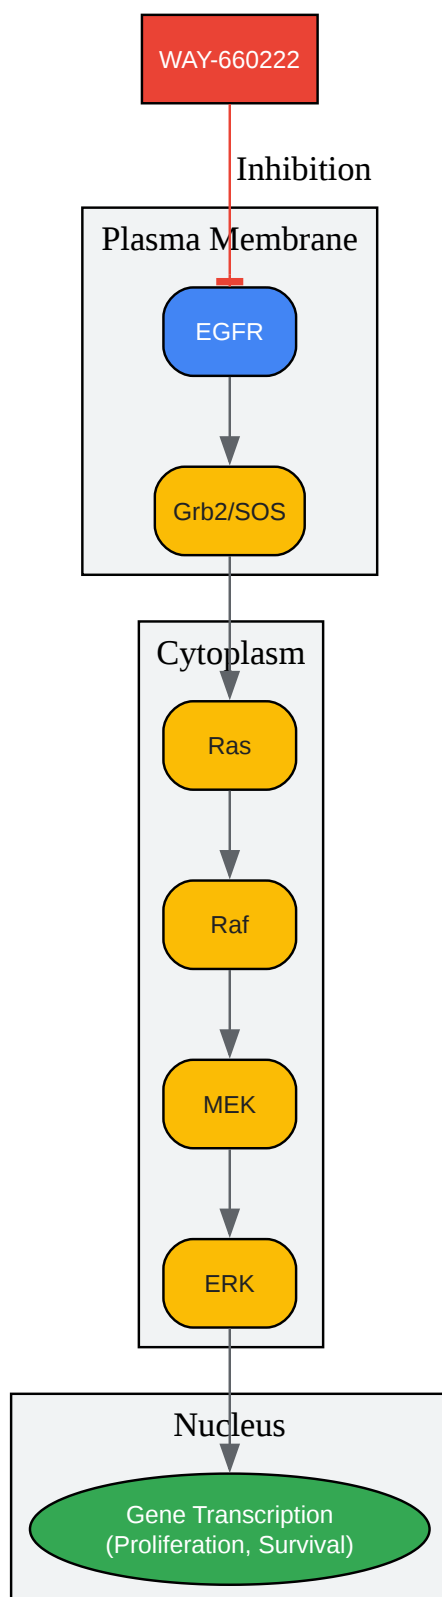 WAY-660222
Inhibition
Plasma Membrane
EGFR
Grb2/SOS
Cytoplasm
Ras
Raf
MEK
ERK
Nucleus
Gene Transcription
(Proliferation, Survival)